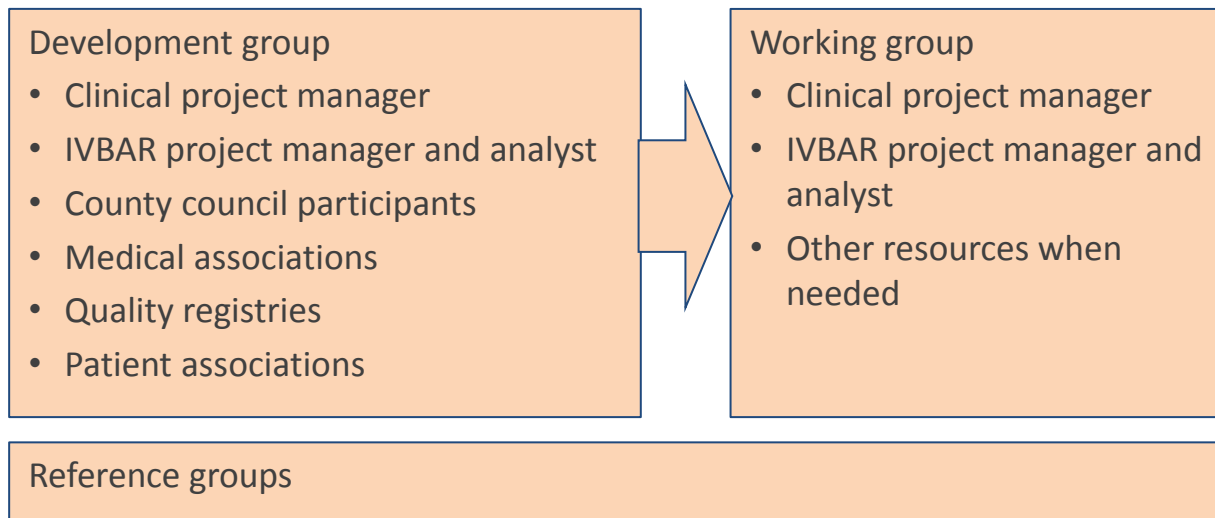 Development group
• Clinical project manager
• IVBAR project manager and analyst
• County council participants
• Medical associations
• Quality registries
• Patient associations
Working group
• Clinical project manager
• IVBAR project manager and
analyst
• Other resources when
needed
Reference groups